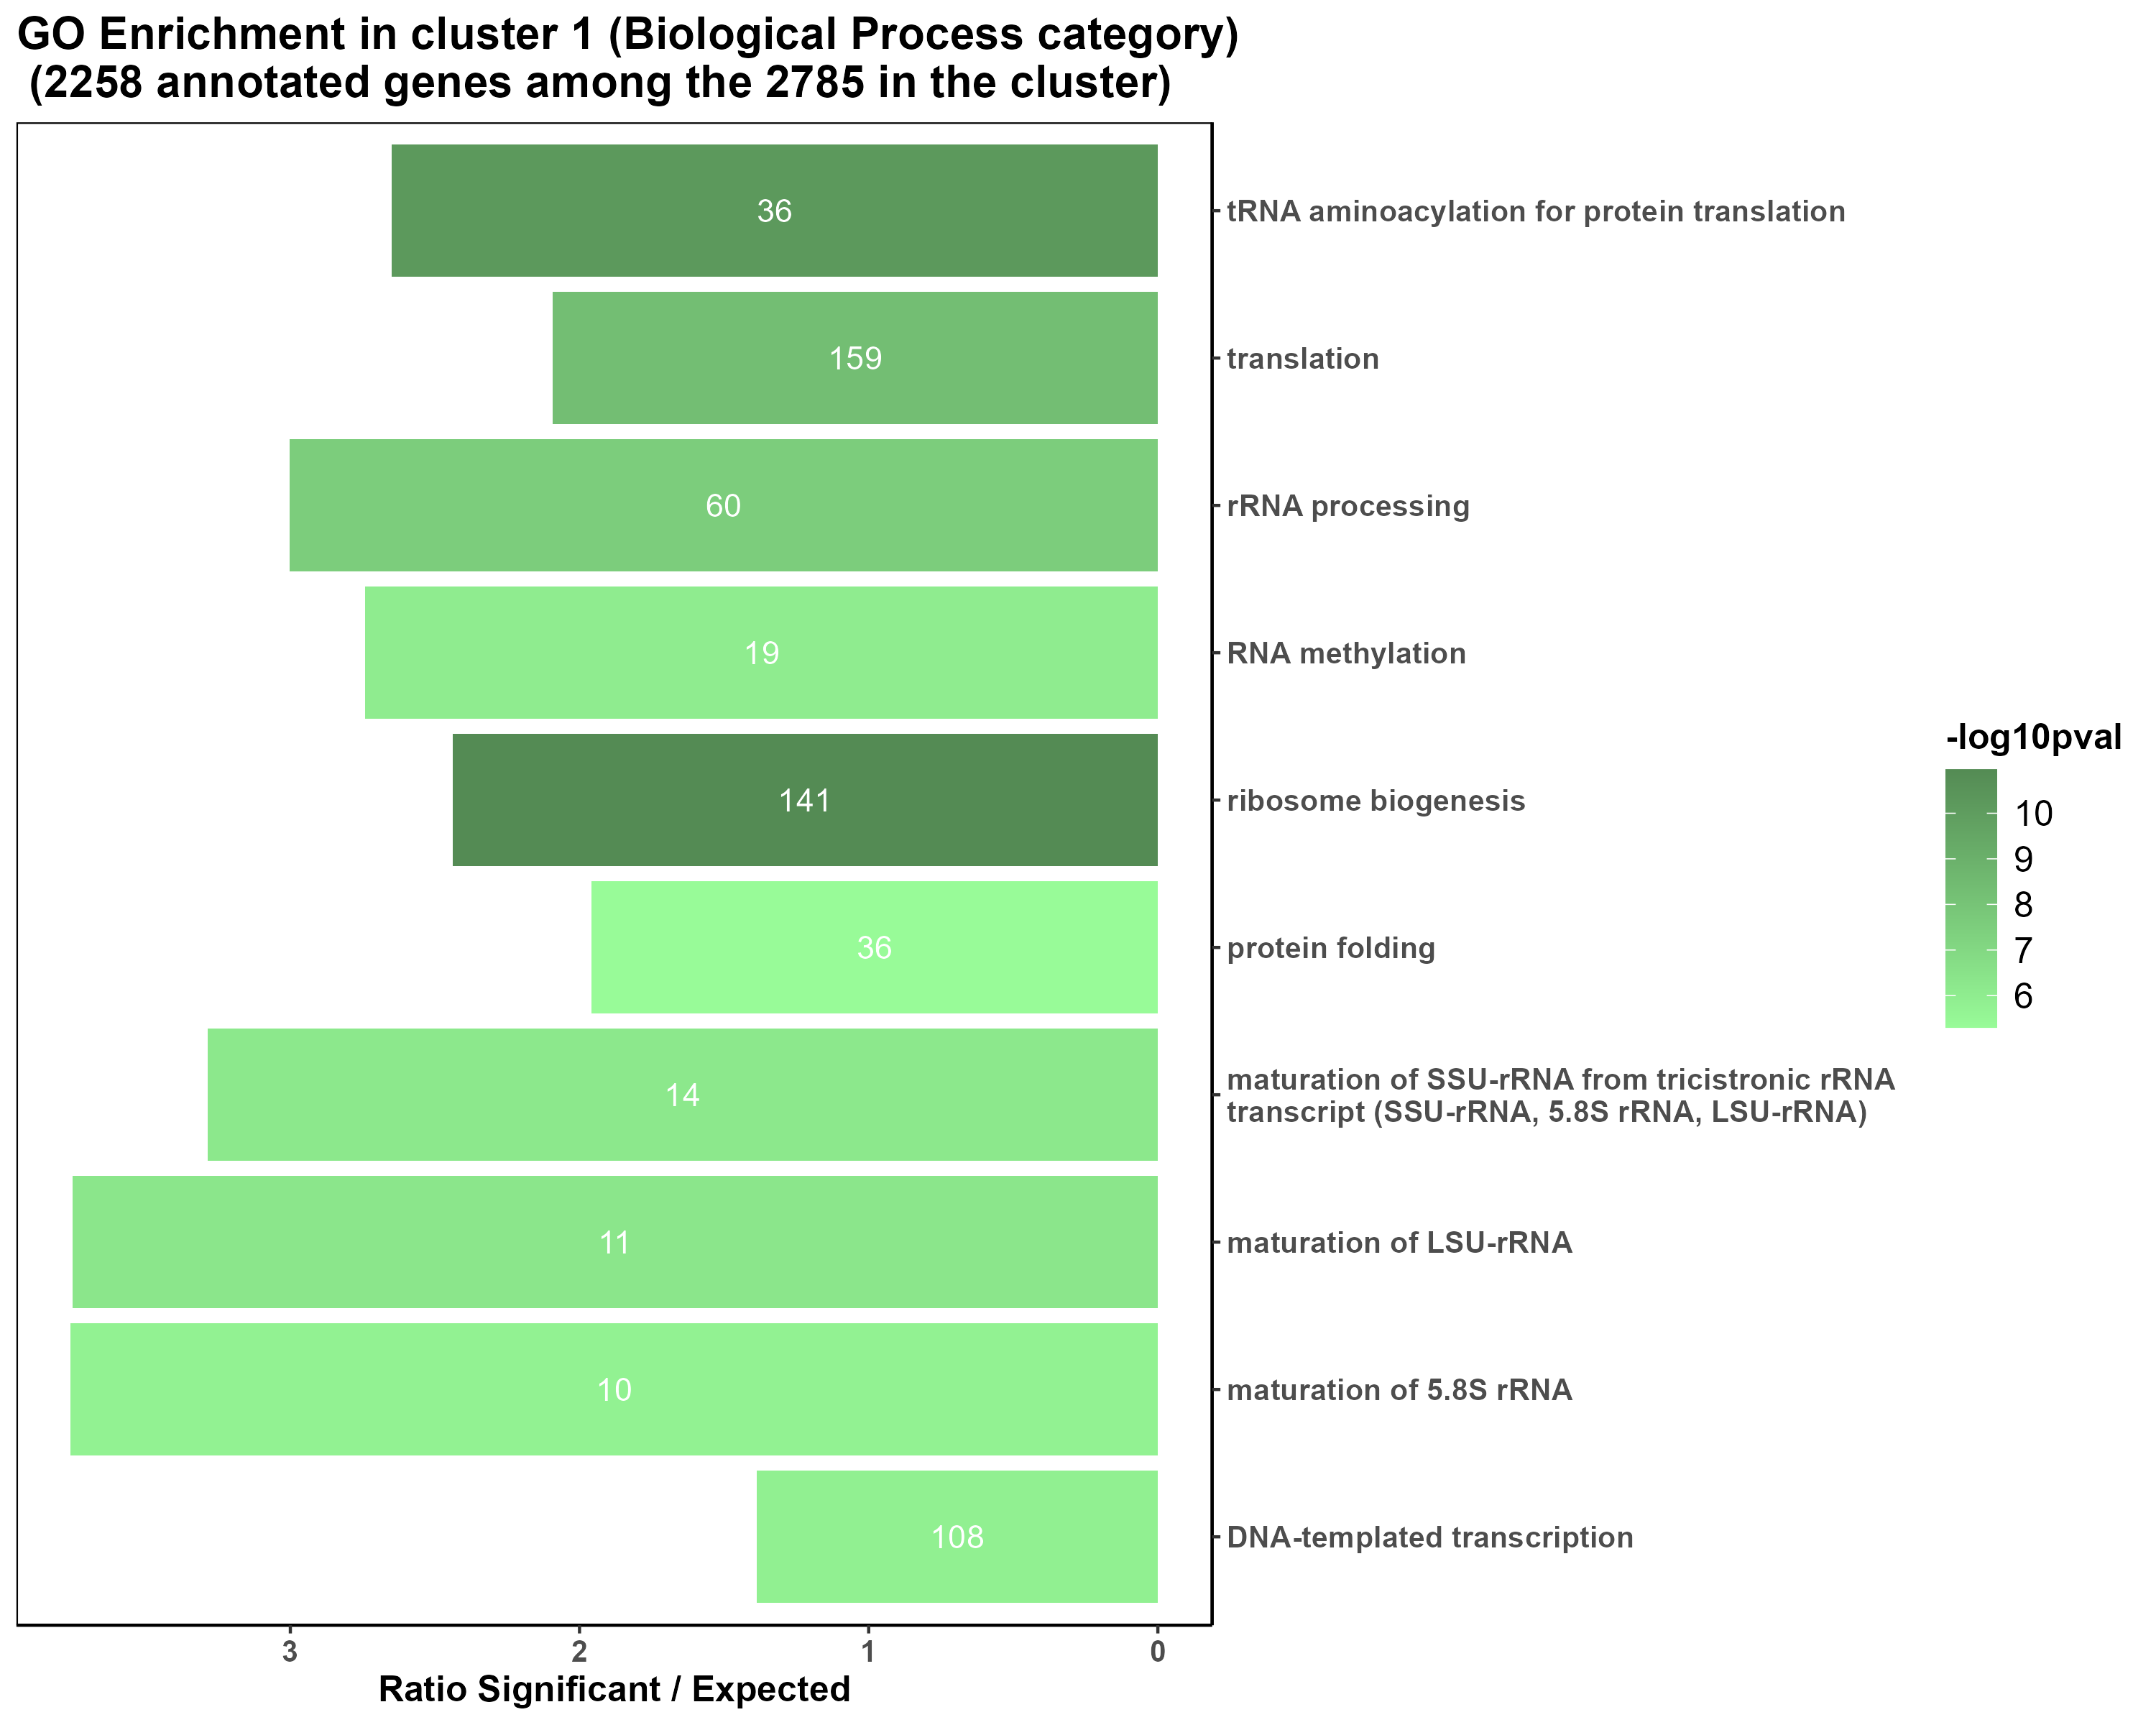 GO Enrichment in cluster 1 (Biological Process category)
(2258 annotated genes among the 2785 in the cluster)
36
tRNA aminoacylation for protein translation
159
translation
60
rRNA processing
19
RNA methylation
141
ribosome biogenesis
36
protein folding
14
maturation of SSU-rRNA from tricistronic rRNA
transcript (SSU-rRNA, 5.8S rRNA, LSU-rRNA)
11
maturation of LSU-rRNA
10
maturation of 5.8S rRNA
108
DNA-templated transcription
3
2
1
0
Ratio Significant / Expected
-log10pval
10
9
8
7
6